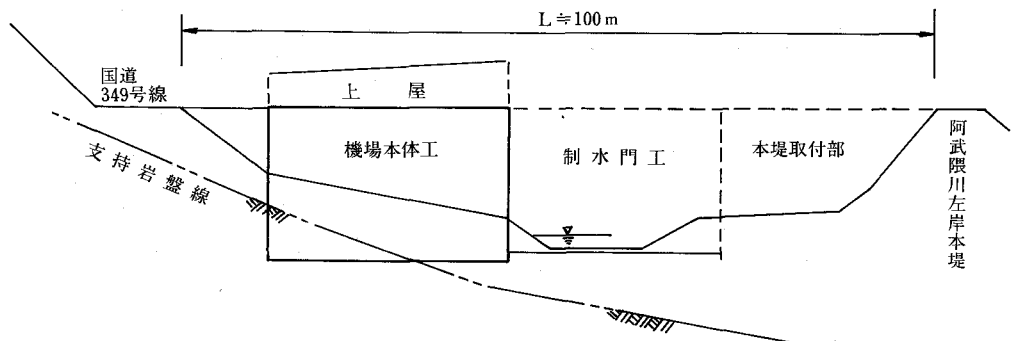 L≒100m
国道
349号線
上屋
機場本体工
制水門工
本堤取付部
支持岩盤線
阿武隈川左岸本堤